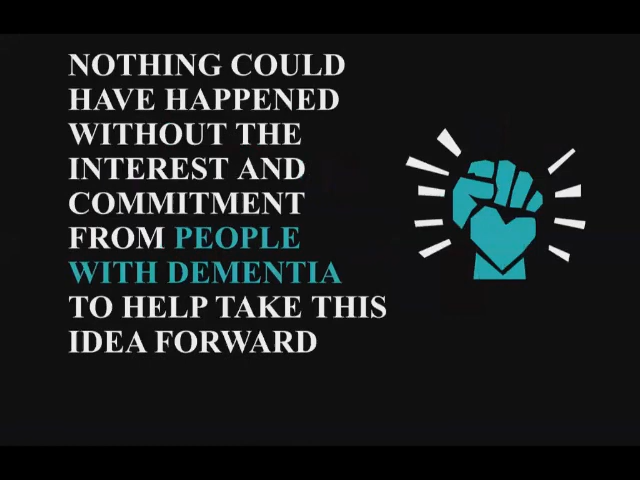 NOTHING COULD
HAVE HAPPENED
WITHOUT THE
INTEREST AND
COMMITMENT
FROM PEOPLE
WITH DEMENTIA
TO HELP TAKE THIS
IDEA FORWARD